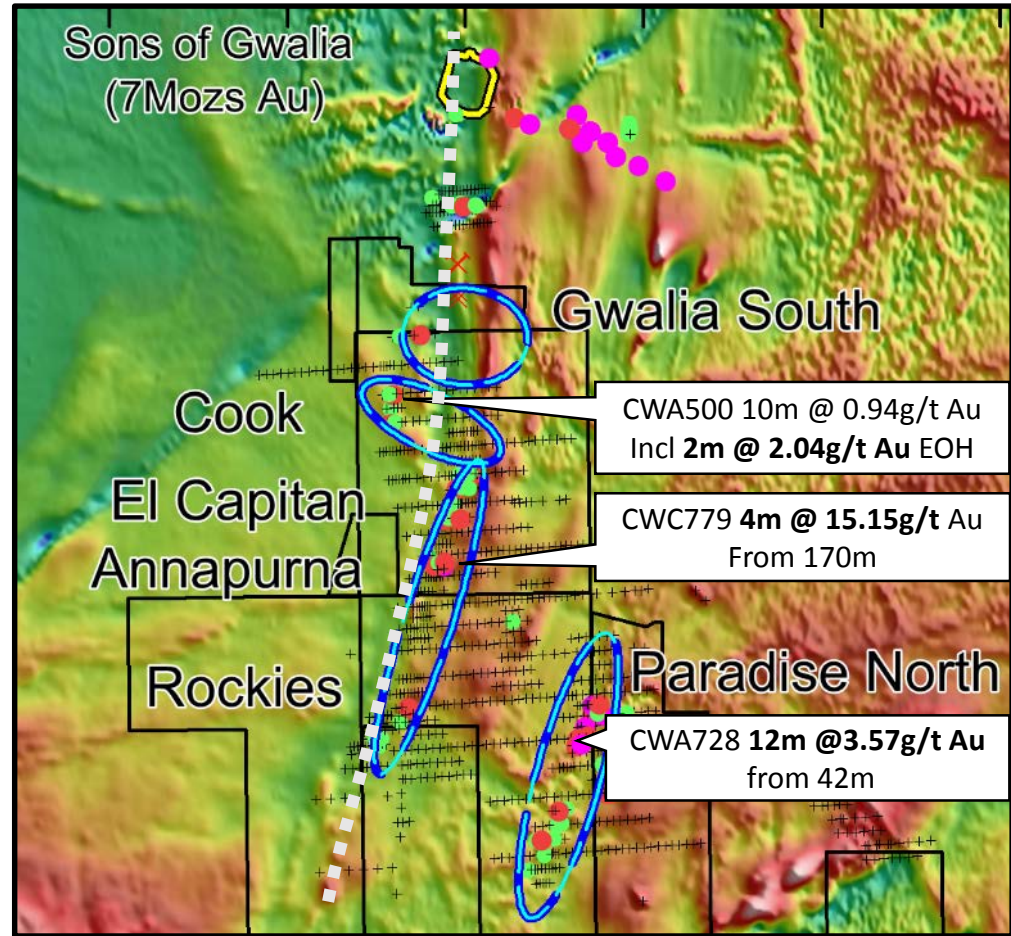 Sons of Gwalia
(7Mozs Au)
Gwalia South
Cook
CWA500 10m @ 0.94g/t Au
Incl 2m @ 2.04g/t Au EOH
El Capitan
CWC779 4m @ 15.15g/t Au
From 170m
Annapurna
Rockies
Paradise North
CWA728 12m @3.57g/t Au
from 42m